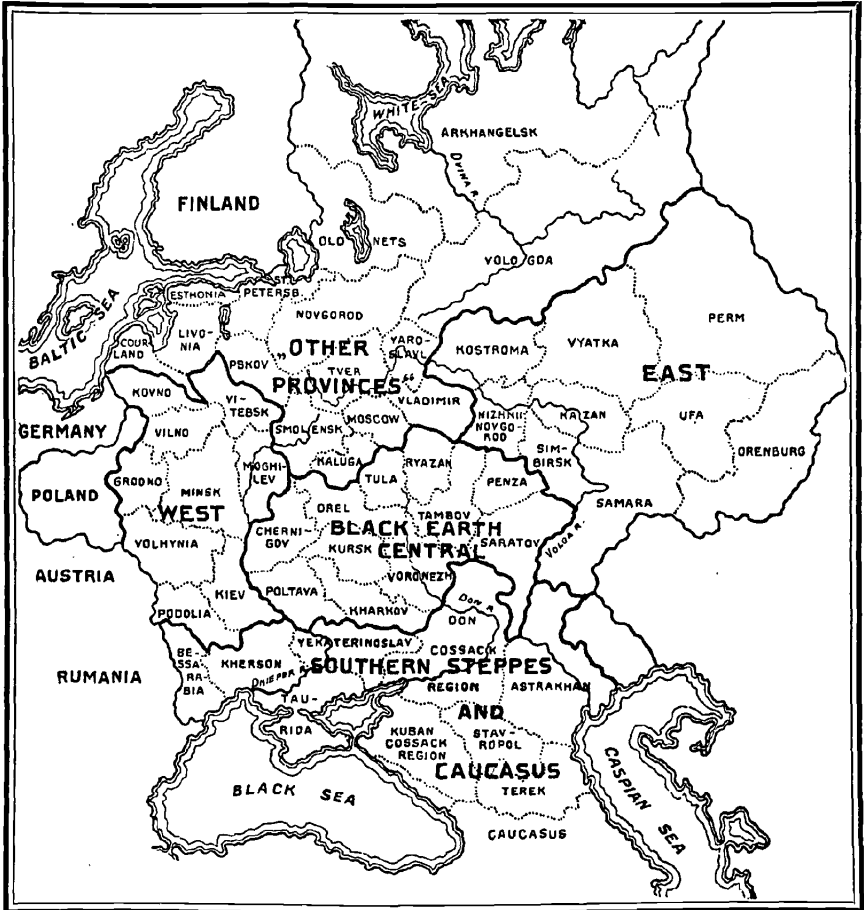 WHITE SEA
ARKHANGELSK
DVINA R.
FINLAND
OLO NETS
VOLO GDA
ST.
PETERSB.
ESTHONIA
BALTIC SEA
NOVGOROD
PERM
LIVO-
NIA
COUR-
LAND
„OTHER
PROVINCES“
YARO-
SLAVL
KOSTROMA
VYATKA
EAST
PSKOV
TVER
KOVNO
VI-
TEBSK
VLADIMIR
MOSCOW
SMOLENSK
NIZHNII
NOVGO
ROD
KAZAN
UFA
GERMANY
VILNO
KALUGA
SIM-
BIRSK
ORENBURG
MOGHI-
LEV
RYAZAN
TULA
PENZA
POLAND
GRODNO
MINSK
WEST
SAMARA
OREL
BLACK EARTH
CENTRAL
TAMBOV
CHERNI-
GOV
KURSK
SARATOV
VOLGA R.
VOLHYNIA
VORONEZH
AUSTRIA
KIEV
POLTAVA
KHARKOV
DON R.
PODOLIA
DON
COSSACK
REGION
YEKATERINOSLAV
BE-
SSA-
RA-
BIA
KHERSON
SOUTHERN STEPPES
AND
CAUCASUS
RUMANIA
DNIEPER R.
ASTRAKHAN
TAU-
RIDA
KUBAN
COSSACK
REGION
STAV-
ROPOL
TEREK
BLACK SEA
CASPIAN SEA
CAUCASUS